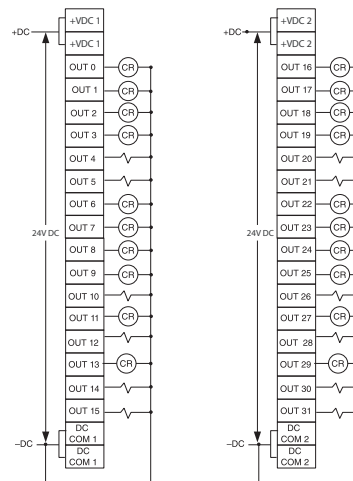 +VDC 1
+DC
+VDC 1
OUT 0 CR
OUT 1 CR
OUT 2 CR
OUT 3 CR
OUT 4
OUT 5
OUT 6 CR
OUT 7 CR
24V DC
OUT 8 CR
OUT 9 CR
OUT 10
OUT 11 CR
OUT 12
OUT 13 CR
OUT 14
OUT 15
DC
COM 1
–DC
DC
COM 1
+VDC 2
+DC
+VDC 2
OUT 16 CR
OUT 17 CR
OUT 18 CR
OUT 19 CR
OUT 20
OUT 21
OUT 22 CR
OUT 23 CR
24V DC
OUT 24 CR
OUT 25 CR
OUT 26
OUT 27 CR
OUT 28
OUT 29 CR
OUT 30
OUT 31
DC
COM 2
–DC
DC
COM 2